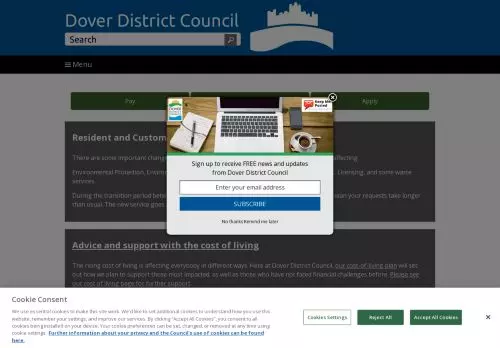 Dover District Council
Search
Menu
Pay
Apply
DOVER
Keep Me
Posted
Sign up to receive FREE news and updates
from Dover District Council
Enter your email address
SUBSCRIBE
No thanks Remind me later
Resident and Custom
There are some important chang
affecting
Environmental Protection, Enviro
Licensing, and some waste
services.
During the transition period betw
mean your requests take longer
than usual. The new service goes
Advice and support with the cost of living
The rising cost of living is affecting everybody in different ways. Here at Dover District Council, our cost-of-living plan will set
out how we plan to support those most impacted, as well as those who have not faced financial challenges before. Please see
out cost of living page for further support.
Cookie Consent
We use essential cookies to make this site work. We'd like to set additional cookies to understand how you use this
website, remember your settings, and improve our services. By clicking "Accept All Cookies", you consent to all
cookies being installed on your device. Your cookie preferences can be set, changed, or removed at any time using
cookie settings. Further information about your privacy and the Council's use of cookies can be found
here.
Cookies Settings
Reject All
Accept All Cookies